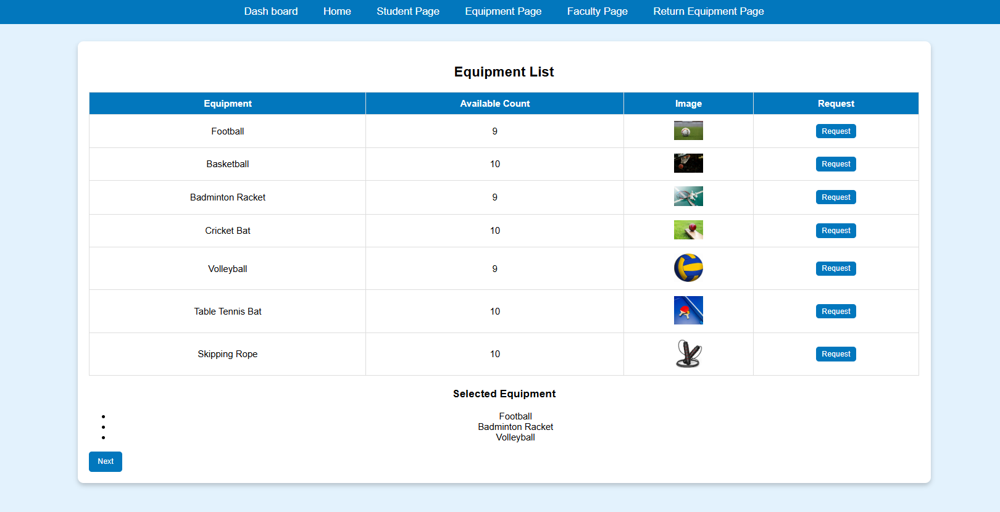 Dash board Home Student Page Equipment Page Faculty Page Return Equipment Page
Equipment List
Equipment Available Count Image Request
Football 9 Request
Basketball 10 Request
Badminton Racket 9 Request
Cricket Bat 10 Request
Volleyball 9 Request
Table Tennis Bat 10 Request
Skipping Rope 10 Request
Selected Equipment
• Football
• Badminton Racket
• Volleyball
Next